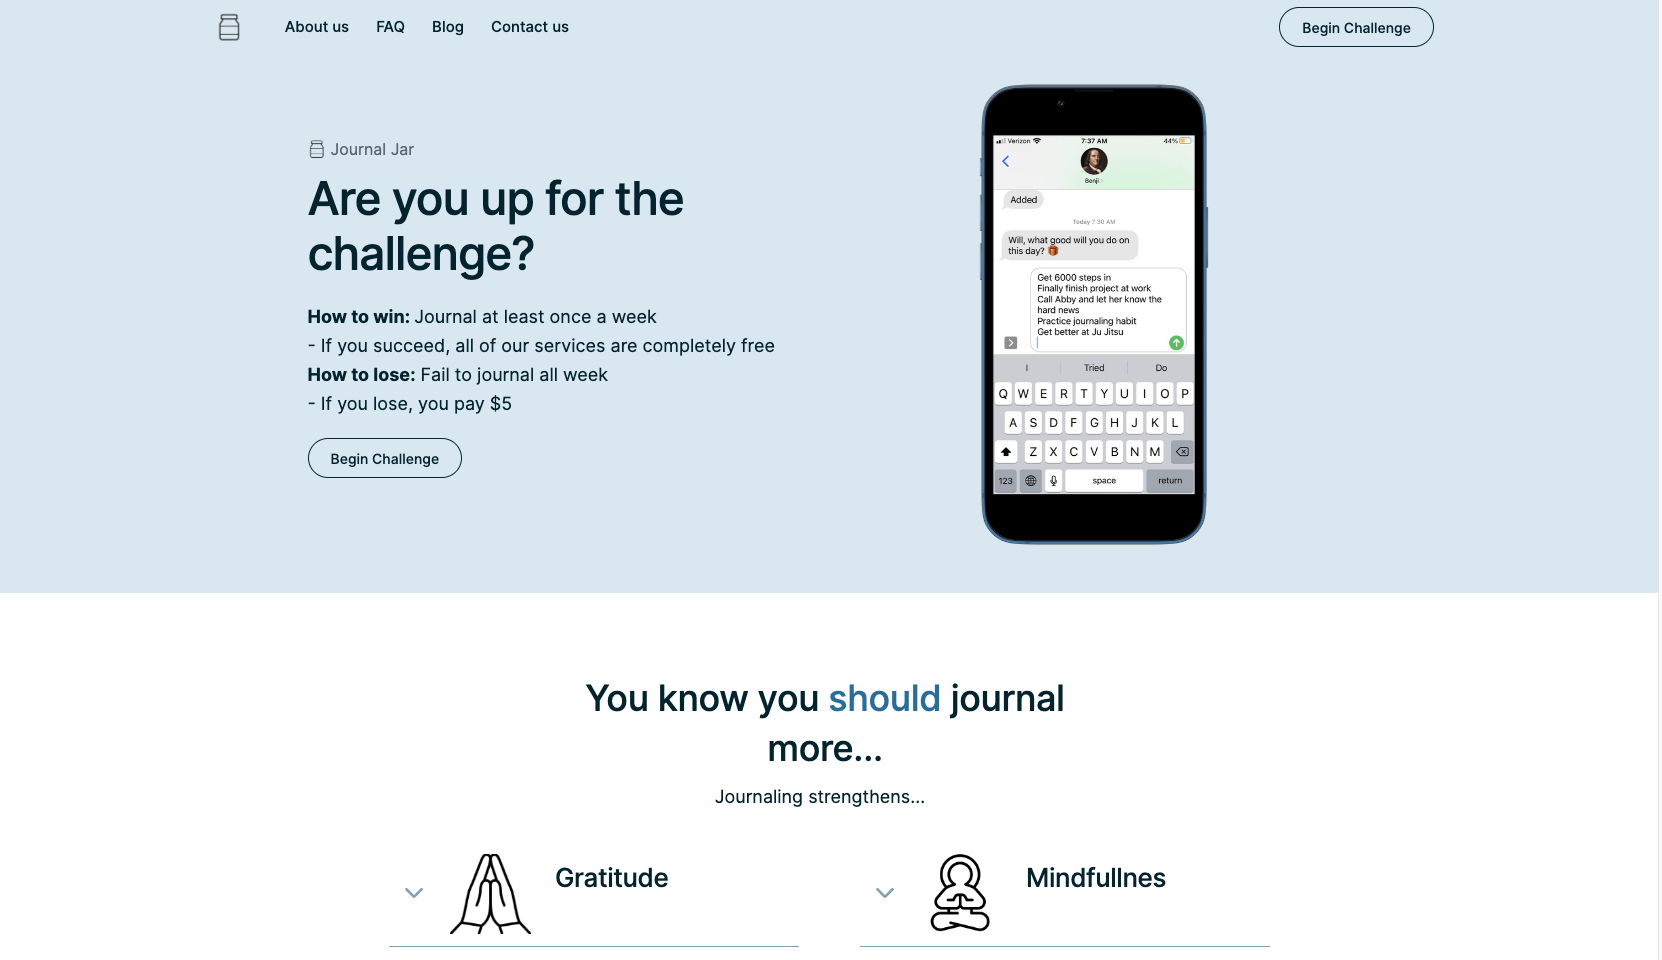 About us FAQ Blog Contact us Begin Challenge
Journal Jar
Are you up for the
challenge?
How to win: Journal at least once a week
- If you succeed, all of our services are completely free
How to lose: Fail to journal all week
- If you lose, you pay $5
Begin Challenge
Verizon 7:37 AM 44%
Benji
Added
Today 7:30 AM
Will, what good will you do on
this day? 🎁
Get 6000 steps in
Finally finish project at work
Call Abby and let her know the
hard news
Practice journaling habit
Get better at Ju Jitsu
I Tried Do
Q W E R T Y U I O P
A S D F G H J K L
Z X C V B N M
123 space return
You know you should journal
more...
Journaling strengthens...
Gratitude
Mindfullnes